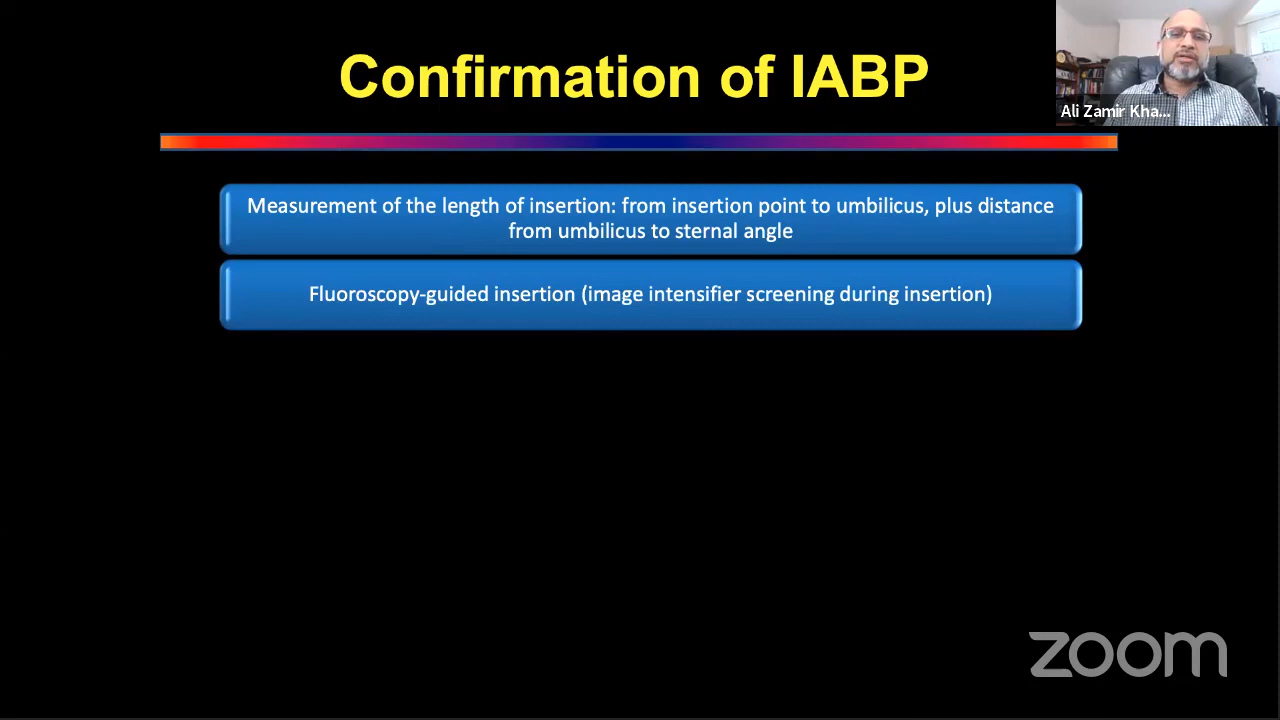 Confirmation of IABP
Ali Zamir Kha...
Measurement of the length of insertion: from insertion point to umbilicus, plus distance
from umbilicus to sternal angle
Fluoroscopy-guided insertion (image intensifier screening during insertion)
zoom